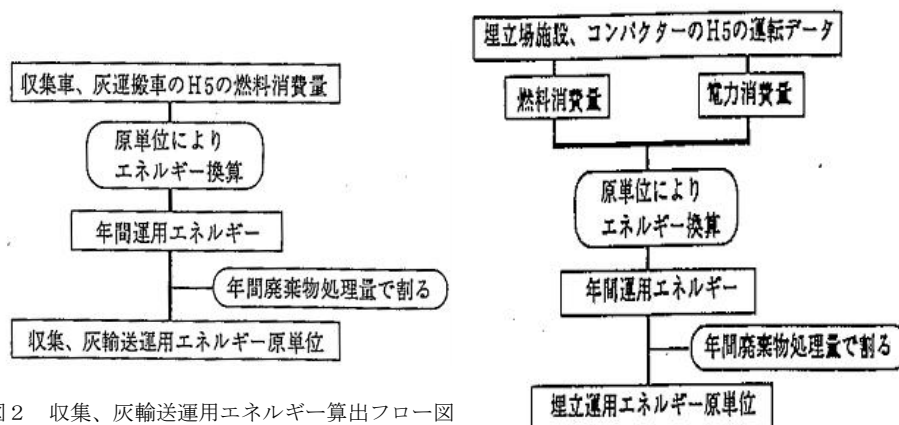 収集車、灰運搬車のH5の燃料消費量
原単位により
エネルギー換算
年間運用エネルギー
年間廃棄物処理量で割る
収集、灰輸送運用エネルギー原単位
図2 収集、灰輸送運用エネルギー算出フロー図
埋立場施設、コンパクターのH5の運転データ
燃料消費量
電力消費量
原単位により
エネルギー換算
年間運用エネルギー
年間廃棄物処理量で割る
埋立運用エネルギー原単位